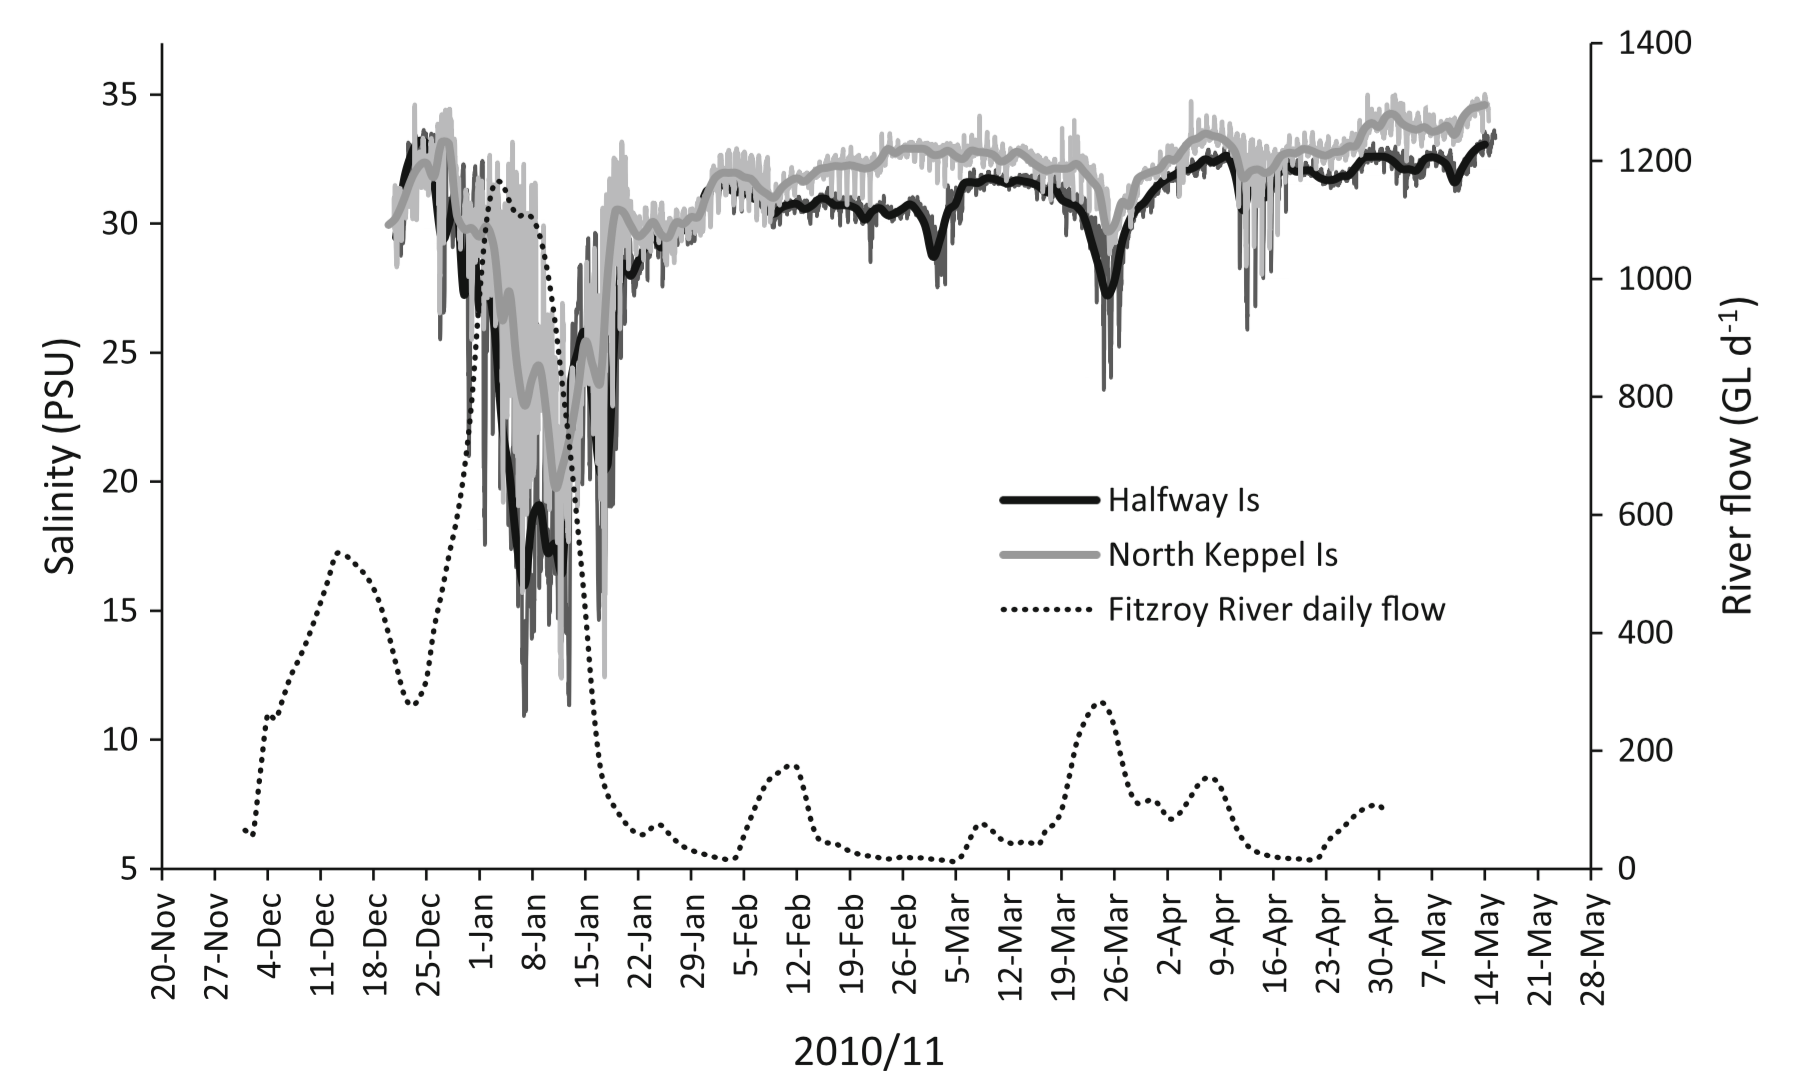 Salinity (PSU)
35
30
25
20
15
10
5
1400
1200
1000
800
600
400
200
0
River flow (GL d-1)
Halfway Is
North Keppel Is
Fitzroy River daily flow
20-Nov
27-Nov
4-Dec
11-Dec
18-Dec
25-Dec
1-Jan
8-Jan
15-Jan
22-Jan
29-Jan
5-Feb
12-Feb
19-Feb
26-Feb
5-Mar
12-Mar
19-Mar
26-Mar
2-Apr
9-Apr
16-Apr
23-Apr
30-Apr
7-May
14-May
21-May
28-May
2010/11